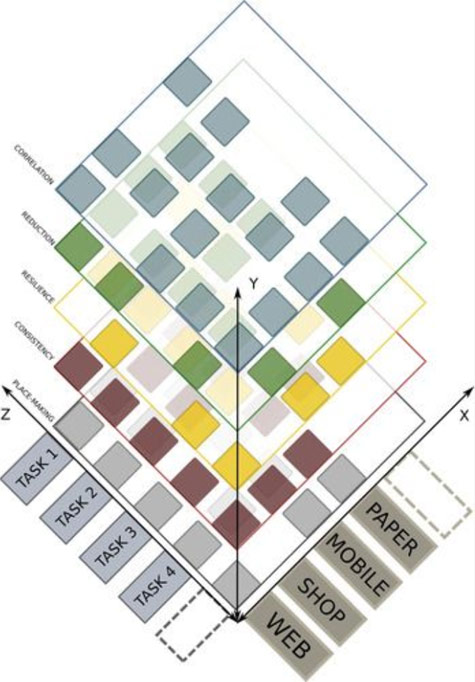 CORRELATION
REDUCTION
RESILIENCE
CONSISTENCY
PLACE-MAKING
Y
Z
X
TASK 1
TASK 2
TASK 3
TASK 4
PAPER
MOBILE
SHOP
WEB